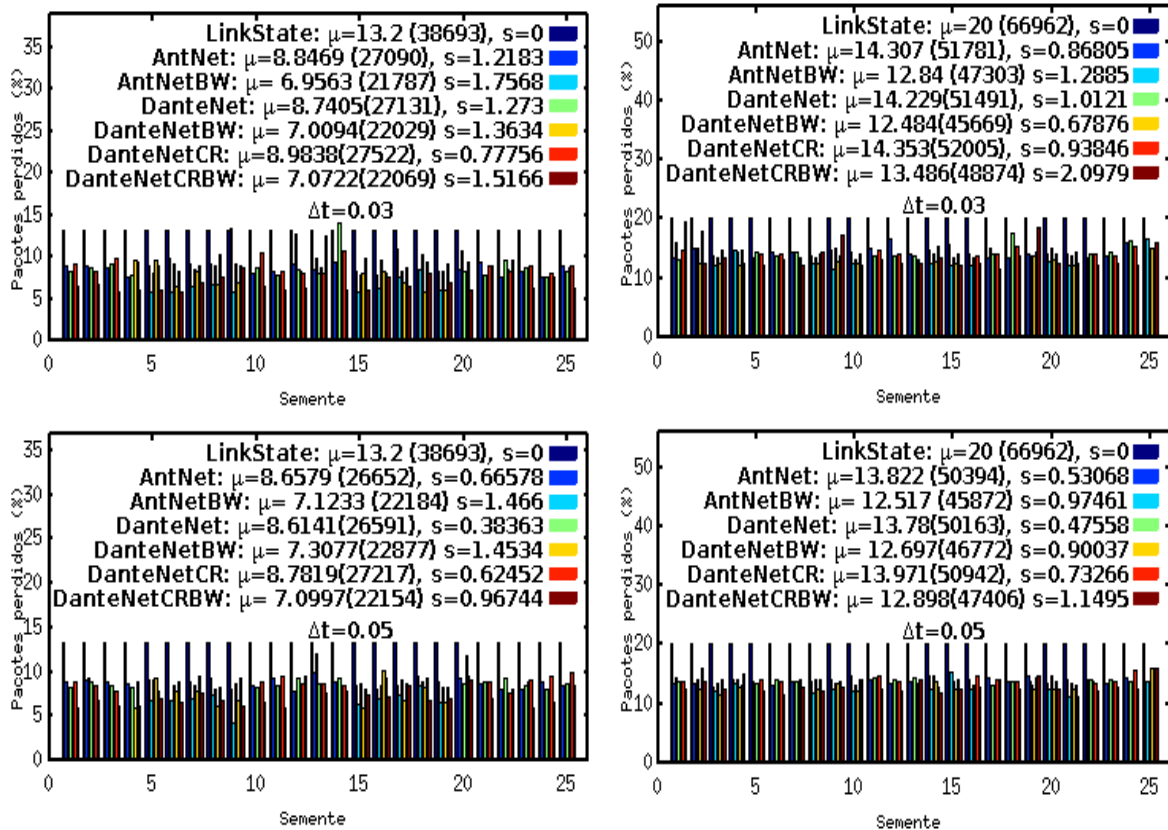 LinkState: μ=13.2 (38693), s=0
AntNet: μ=8.8469 (27090), s=1.2183
AntNetBW: μ= 6.9563 (21787) s=1.7568
DanteNet: μ=8.7405(27131) s=1.273
DanteNetBW: μ= 7.0094(22029) s=1.3634
DanteNetCR: μ=8.9838(27522), s=0.77756
DanteNetCRBW: μ= 7.0722(22069) s=1.5166
Δt=0.03
Pacotes perdidos (%)
35
30
25
20
15
10
5
0
0 5 10 15 20 25
Semente
LinkState: μ=20 (66962), s=0
AntNet: μ=14.307 (51781), s=0.86805
AntNetBW: μ= 12.84 (47303) s=1.2885
DanteNet: μ=14.229(51491), s=1.0121
DanteNetBW: μ= 12.484(45669) s=0.67876
DanteNetCR: μ=14.353(52005), s=0.93846
DanteNetCRBW: μ= 13.486(48874) s=2.0979
Δt=0.03
Pacotes perdidos (%)
50
40
30
20
10
0
0 5 10 15 20 25
Semente
LinkState: μ=13.2 (38693), s=0
AntNet: μ=8.6579 (26652) s=0.66578
AntNetBW: μ= 7.1233 (22184) s=1.466
DanteNet: μ=8.6141(26591) s=0.38363
DanteNetBW: μ= 7.3077(22877) s=1.4534
DanteNetCR: μ=8.7819(27217), s=0.62452
DanteNetCRBW: μ= 7.0997(22154) s=0.96744
Δt=0.05
Pacotes perdidos (%)
35
30
25
20
15
10
5
0
0 5 10 15 20 25
Semente
LinkState: μ=20 (66962), s=0
AntNet: μ=13.822 (50394), s=0.53068
AntNetBW: μ= 12.517 (45872) s=0.97461
DanteNet: μ=13.78(50163), s=0.47558
DanteNetBW: μ= 12.697(46772) s=0.90037
DanteNetCR: μ=13.971(50942), s=0.73266
DanteNetCRBW: μ= 12.898(47406) s=1.1495
Δt=0.05
Pacotes perdidos (%)
50
40
30
20
10
0
0 5 10 15 20 25
Semente